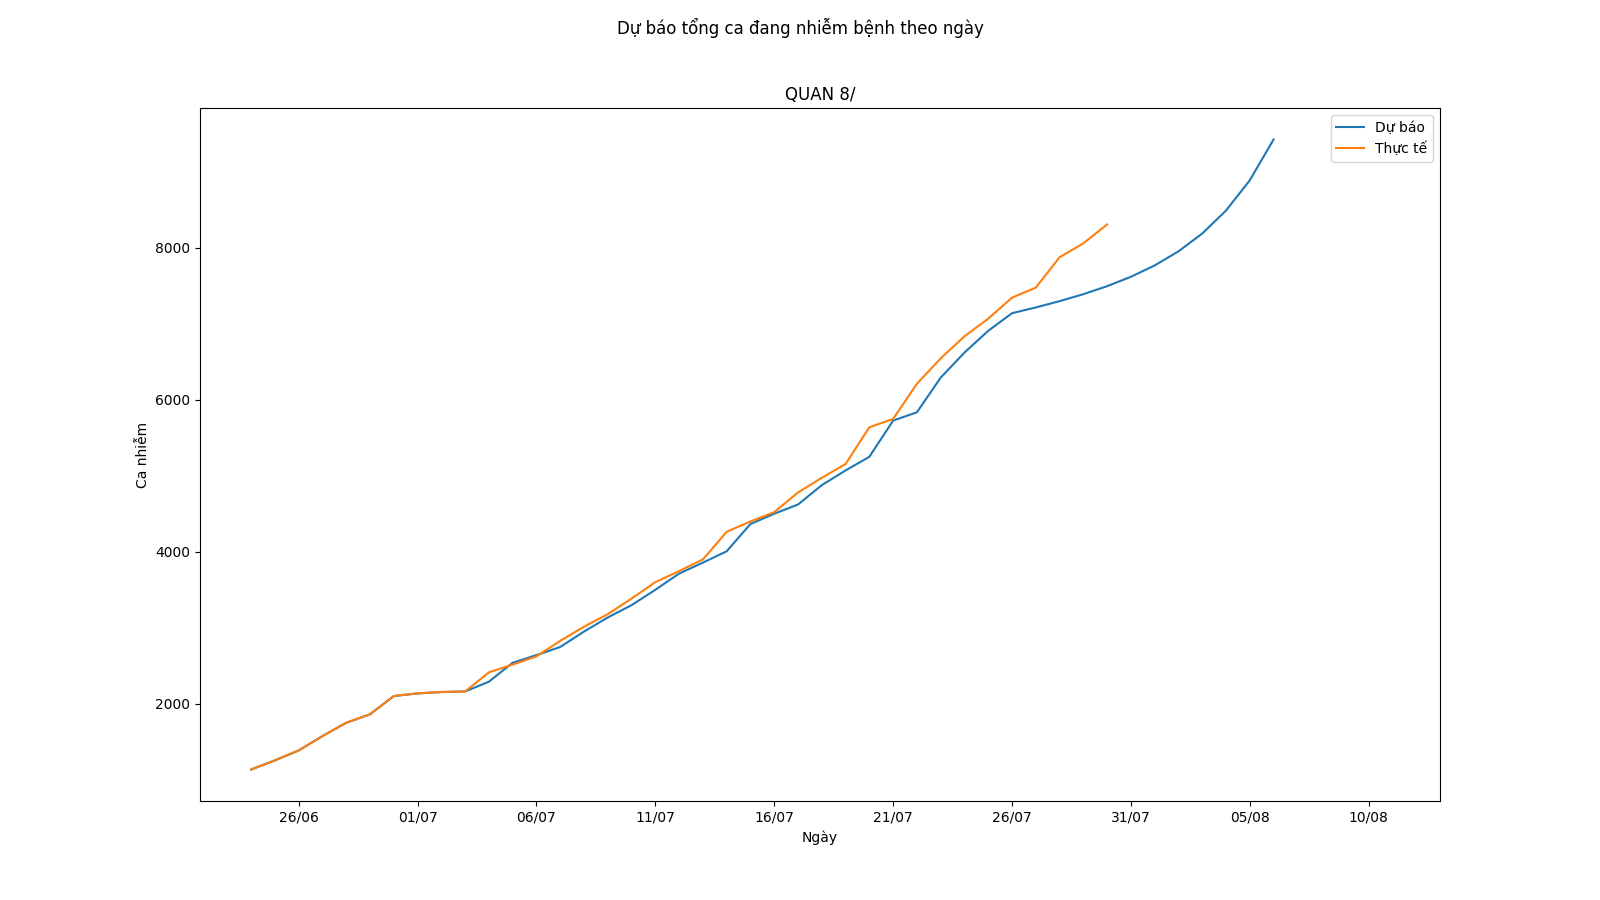 Dự báo tổng ca đang nhiễm bệnh theo ngày
QUAN 8/
Dự báo
Thực tế
8000
6000
4000
2000
Ca nhiễm
26/06
01/07
06/07
11/07
16/07
21/07
26/07
31/07
05/08
10/08
Ngày